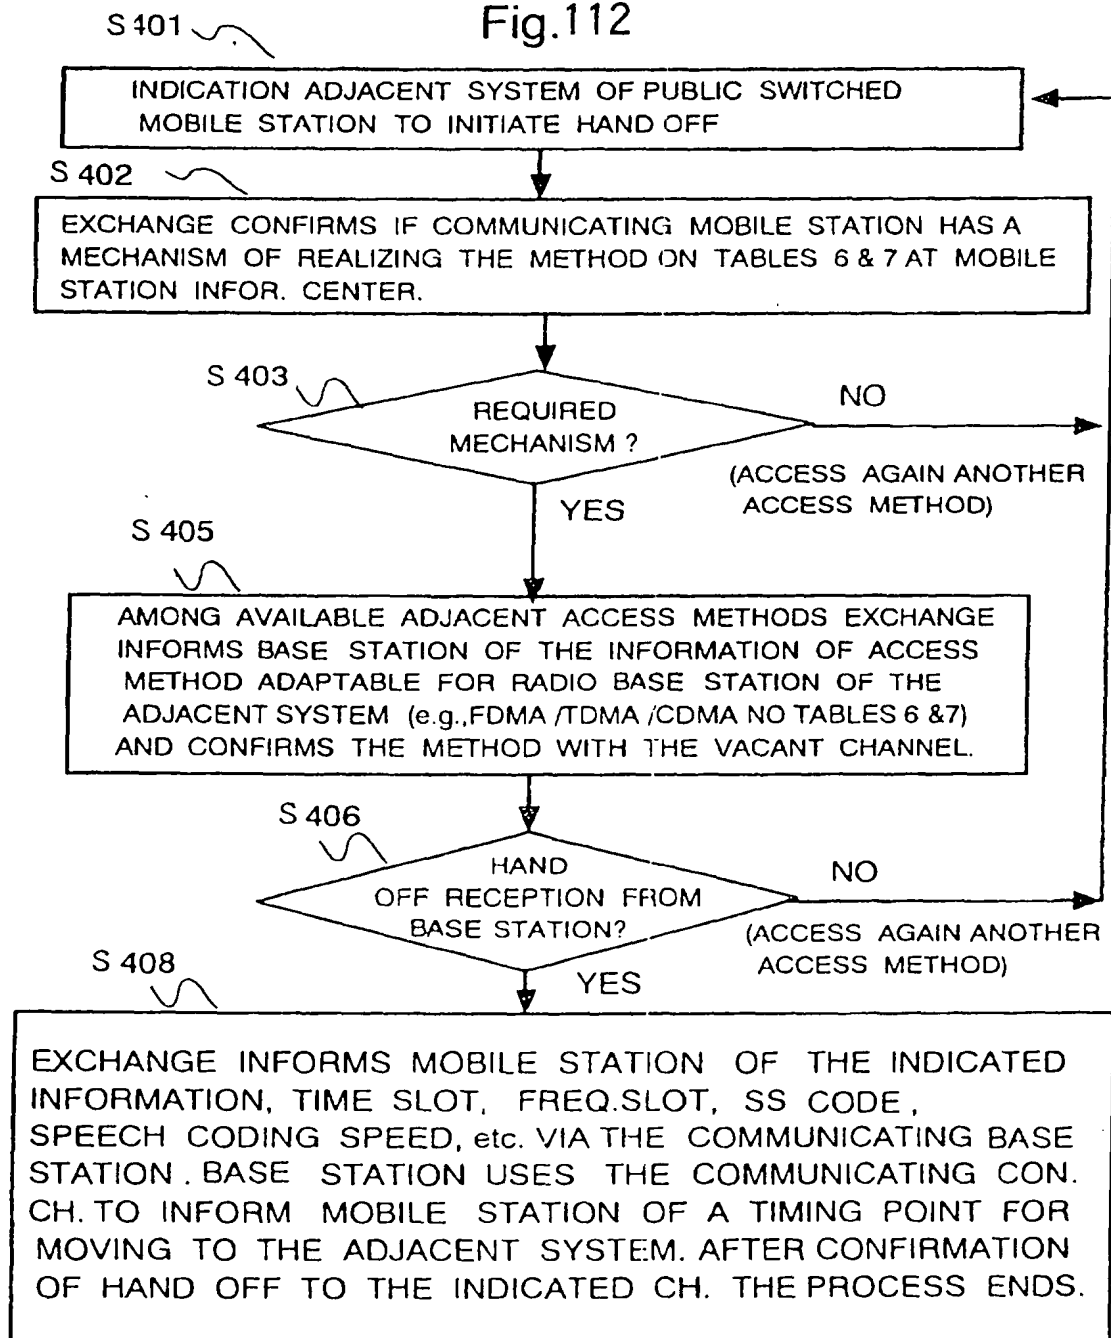 Fig.112
S 401
INDICATION ADJACENT SYSTEM OF PUBLIC SWITCHED
MOBILE STATION TO INITIATE HAND OFF
S 402
EXCHANGE CONFIRMS IF COMMUNICATING MOBILE STATION HAS A
MECHANISM OF REALIZING THE METHOD ON TABLES 6 & 7 AT MOBILE
STATION INFOR. CENTER.
S 403
REQUIRED
MECHANISM ?
NO
(ACCESS AGAIN ANOTHER
ACCESS METHOD)
YES
S 405
AMONG AVAILABLE ADJACENT ACCESS METHODS EXCHANGE
INFORMS BASE STATION OF THE INFORMATION OF ACCESS
METHOD ADAPTABLE FOR RADIO BASE STATION OF THE
ADJACENT SYSTEM (e.g.,FDMA /TDMA /CDMA NO TABLES 6 &7)
AND CONFIRMS THE METHOD WITH THE VACANT CHANNEL.
S 406
HAND
OFF RECEPTION FROM
BASE STATION?
NO
(ACCESS AGAIN ANOTHER
ACCESS METHOD)
YES
S 408
EXCHANGE INFORMS MOBILE STATION OF THE INDICATED
INFORMATION, TIME SLOT, FREQ.SLOT, SS CODE,
SPEECH CODING SPEED, etc. VIA THE COMMUNICATING BASE
STATION. BASE STATION USES THE COMMUNICATING CON.
CH. TO INFORM MOBILE STATION OF A TIMING POINT FOR
MOVING TO THE ADJACENT SYSTEM. AFTER CONFIRMATION
OF HAND OFF TO THE INDICATED CH. THE PROCESS ENDS.